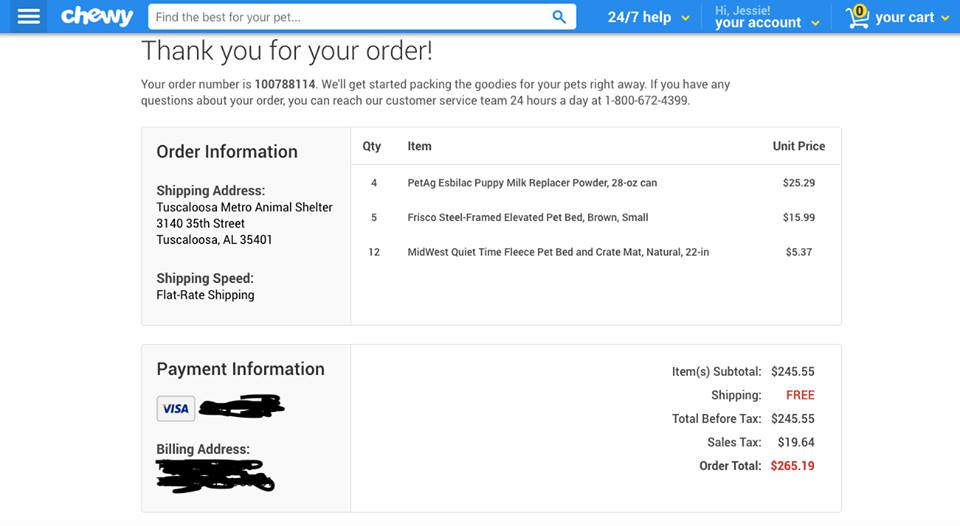 chewy
Find the best for your pet...
24/7 help
Hi, Jessie!
your account
0
your cart
Thank you for your order!
Your order number is 100788114. We'll get started packing the goodies for your pets right away. If you have any
questions about your order, you can reach our customer service team 24 hours a day at 1-800-672-4399.
Order Information
Shipping Address:
Tuscaloosa Metro Animal Shelter
3140 35th Street
Tuscaloosa, AL 35401
Shipping Speed:
Flat-Rate Shipping
Qty Item Unit Price
4 PetAg Esbilac Puppy Milk Replacer Powder, 28-oz can $25.29
5 Frisco Steel-Framed Elevated Pet Bed, Brown, Small $15.99
12 MidWest Quiet Time Fleece Pet Bed and Crate Mat, Natural, 22-in $5.37
Payment Information
VISA
Billing Address:
Item(s) Subtotal: $245.55
Shipping: FREE
Total Before Tax: $245.55
Sales Tax: $19.64
Order Total: $265.19